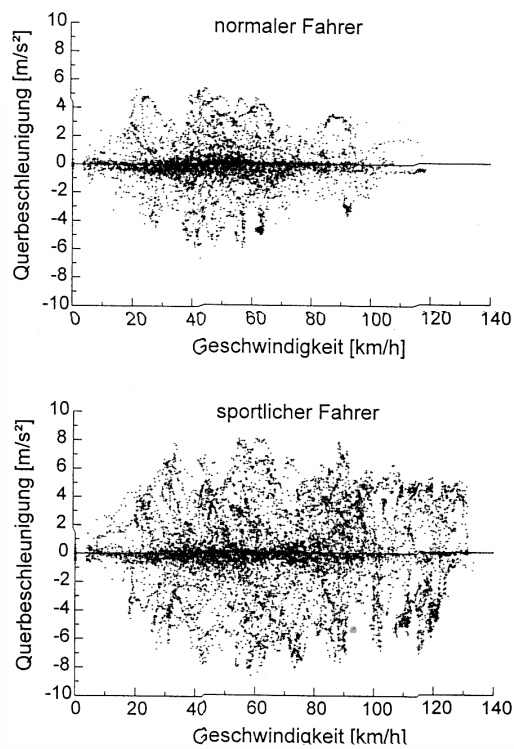 normaler Fahrer
Querbeschleunigung [m/s²]
10
8
6
4
2
0
-2
-4
-6
-8
-10
0 20 40 60 80 100 120 140
Geschwindigkeit [km/h]
sportlicher Fahrer
Querbeschleunigung [m/s²]
10
8
6
4
2
0
-2
-4
-6
-8
-10
0 20 40 60 80 100 120 140
Geschwindigkeit [km/h]